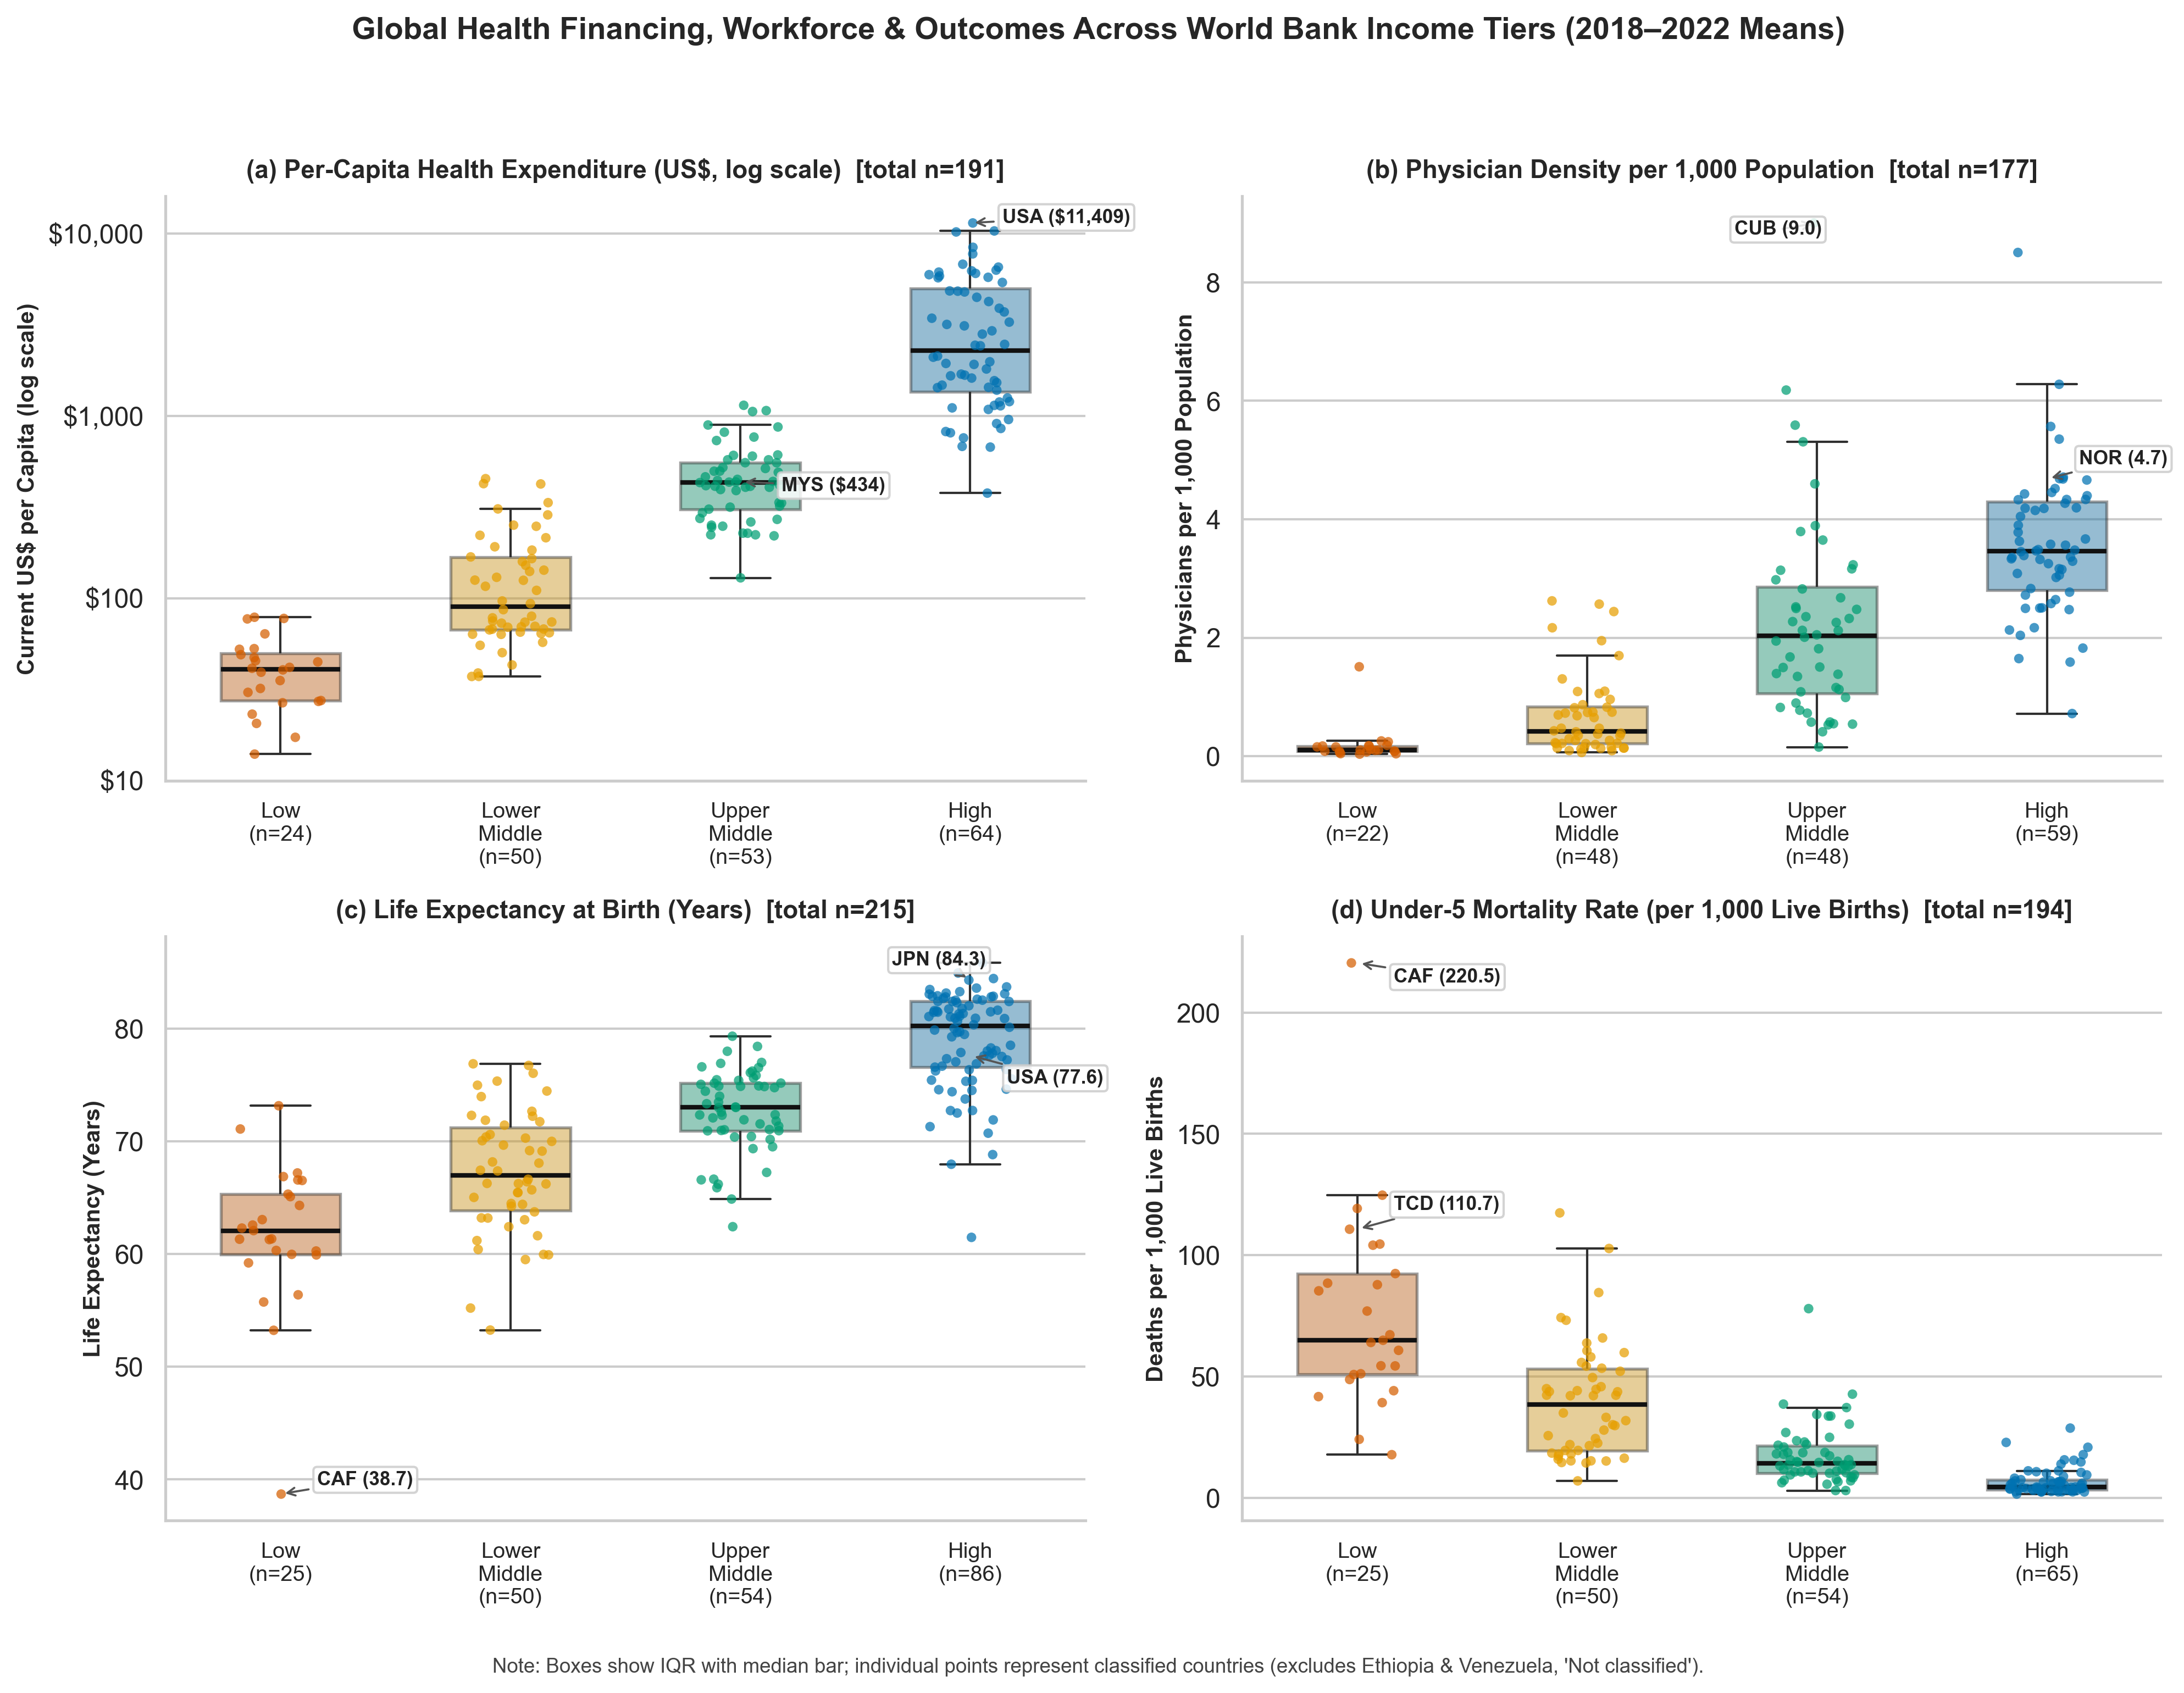 Global Health Financing, Workforce & Outcomes Across World Bank Income Tiers (2018–2022 Means)
(a) Per-Capita Health Expenditure (US$, log scale) [total n=191]
Current US$ per Capita (log scale)
$10,000
$1,000
$100
$10
USA ($11,409)
MYS ($434)
Low
(n=24)
Lower
Middle
(n=50)
Upper
Middle
(n=53)
High
(n=64)
(b) Physician Density per 1,000 Population [total n=177]
Physicians per 1,000 Population
8
6
4
2
0
CUB (9.0)
NOR (4.7)
Low
(n=22)
Lower
Middle
(n=48)
Upper
Middle
(n=48)
High
(n=59)
(c) Life Expectancy at Birth (Years) [total n=215]
Life Expectancy (Years)
80
70
60
50
40
JPN (84.3)
USA (77.6)
CAF (38.7)
Low
(n=25)
Lower
Middle
(n=50)
Upper
Middle
(n=54)
High
(n=86)
(d) Under-5 Mortality Rate (per 1,000 Live Births) [total n=194]
Deaths per 1,000 Live Births
200
150
100
50
0
CAF (220.5)
TCD (110.7)
Low
(n=25)
Lower
Middle
(n=50)
Upper
Middle
(n=54)
High
(n=65)
Note: Boxes show IQR with median bar; individual points represent classified countries (excludes Ethiopia & Venezuela, 'Not classified').